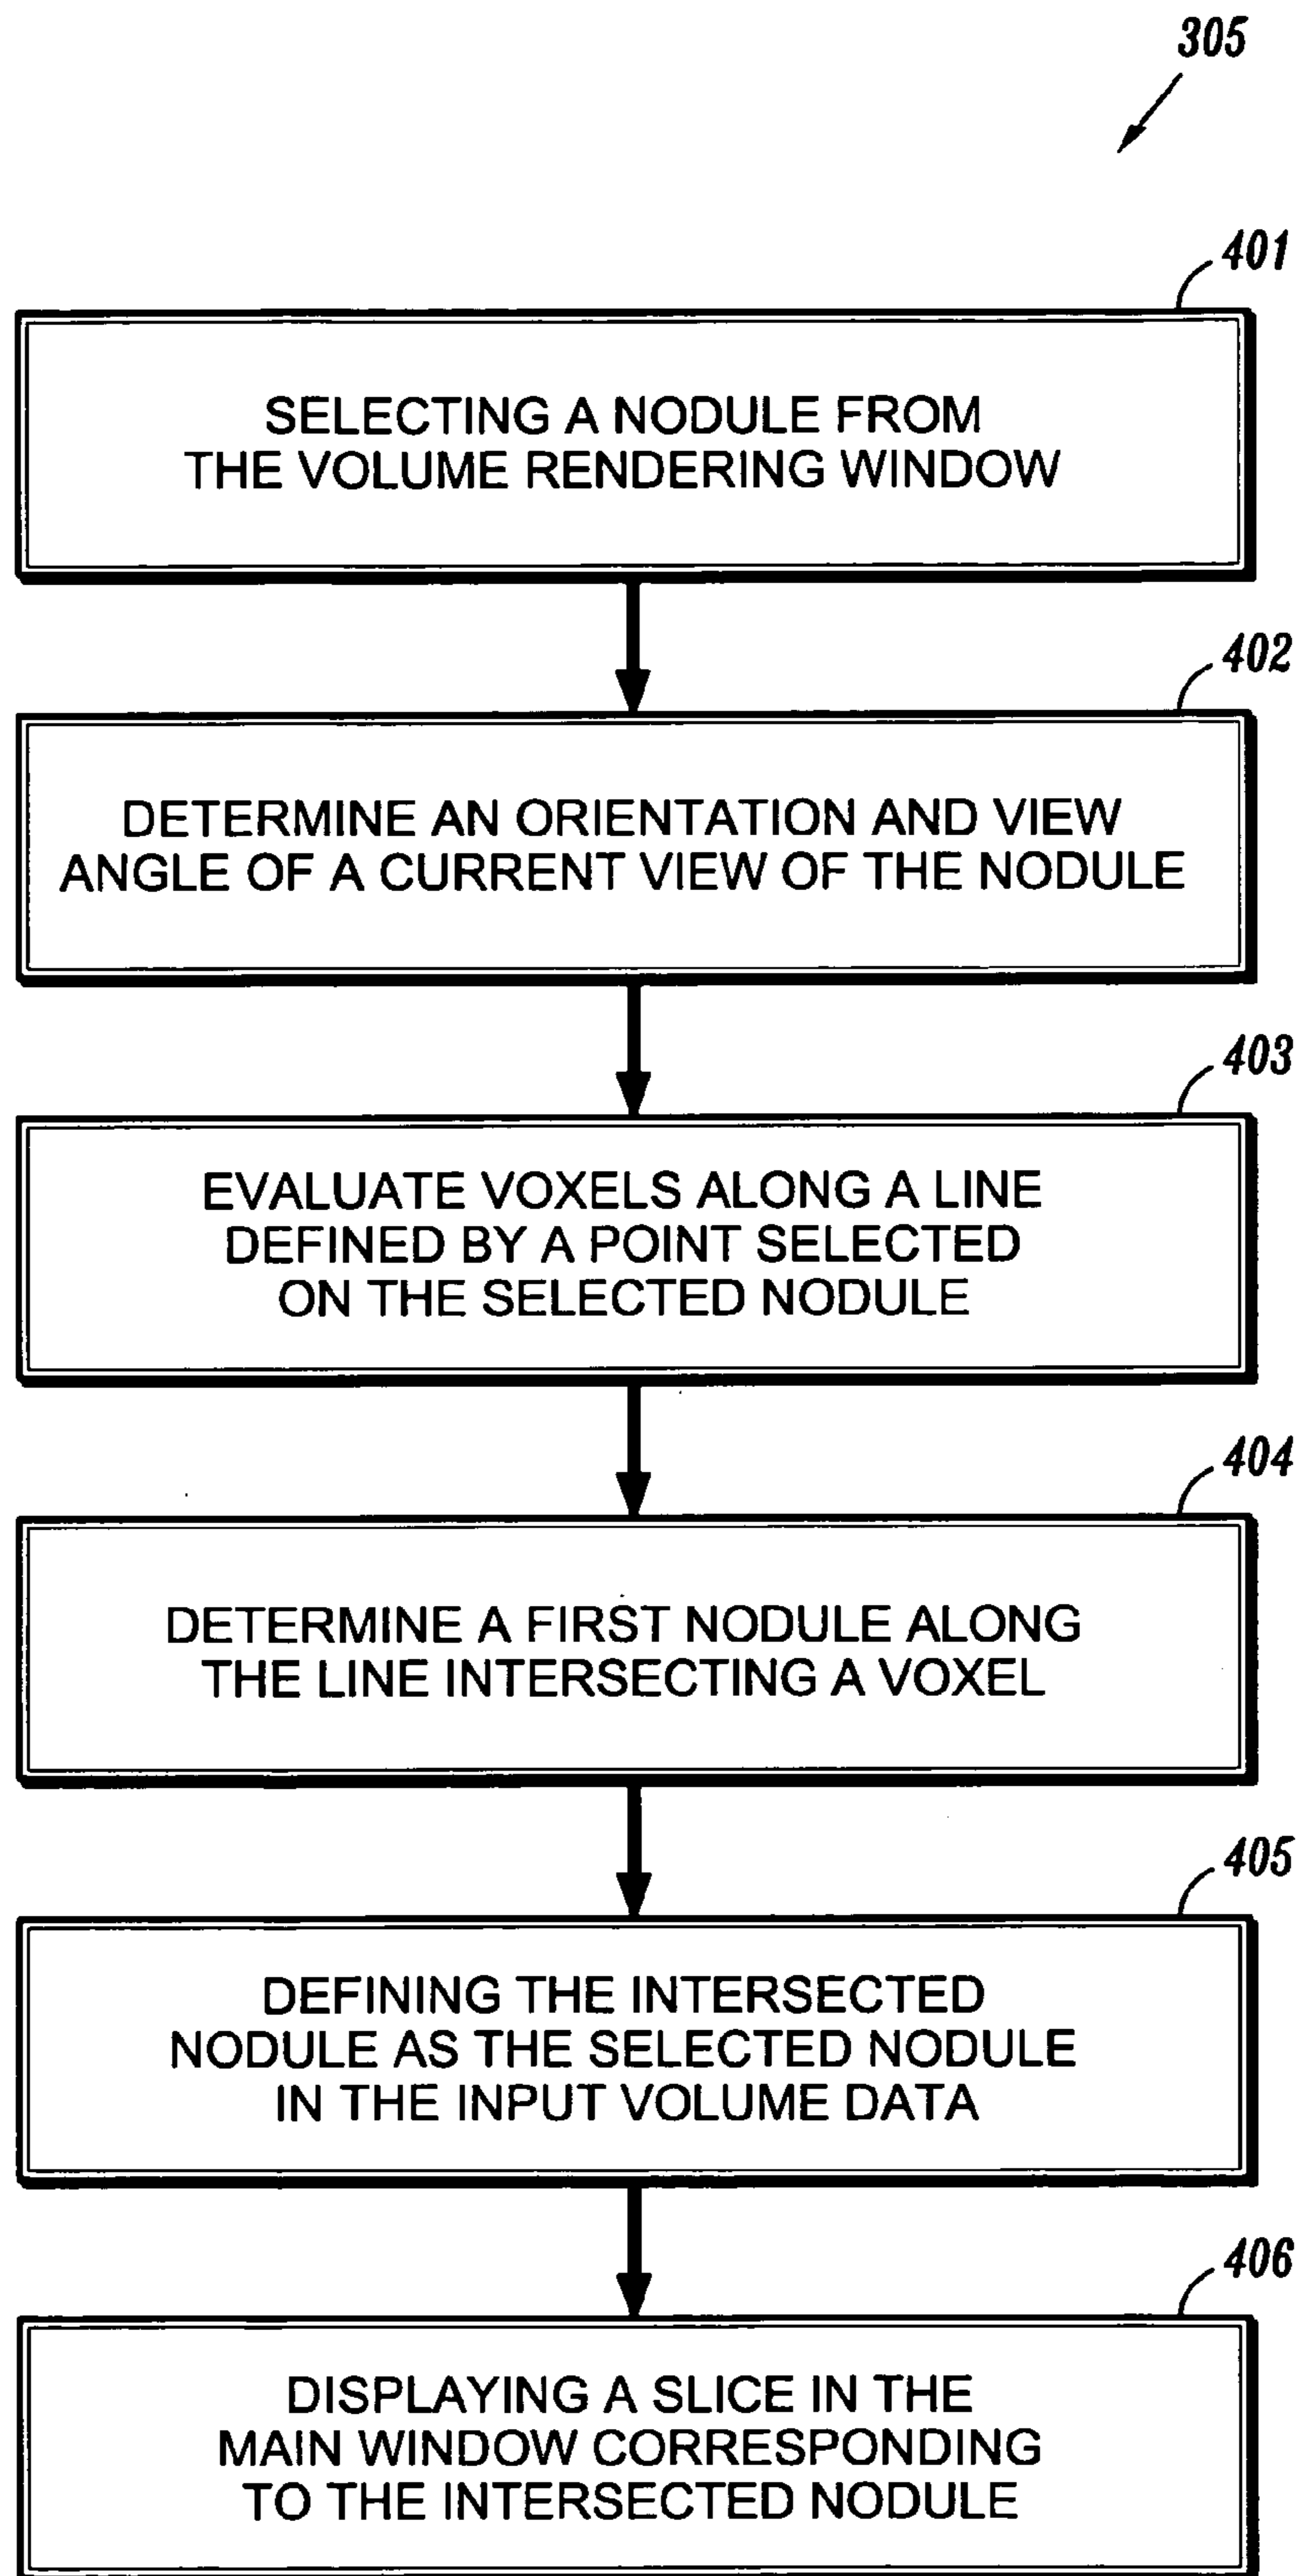 305
401
SELECTING A NODULE FROM
THE VOLUME RENDERING WINDOW
402
DETERMINE AN ORIENTATION AND VIEW
ANGLE OF A CURRENT VIEW OF THE NODULE
403
EVALUATE VOXELS ALONG A LINE
DEFINED BY A POINT SELECTED
ON THE SELECTED NODULE
404
DETERMINE A FIRST NODULE ALONG
THE LINE INTERSECTING A VOXEL
405
DEFINING THE INTERSECTED
NODULE AS THE SELECTED NODULE
IN THE INPUT VOLUME DATA
406
DISPLAYING A SLICE IN THE
MAIN WINDOW CORRESPONDING
TO THE INTERSECTED NODULE